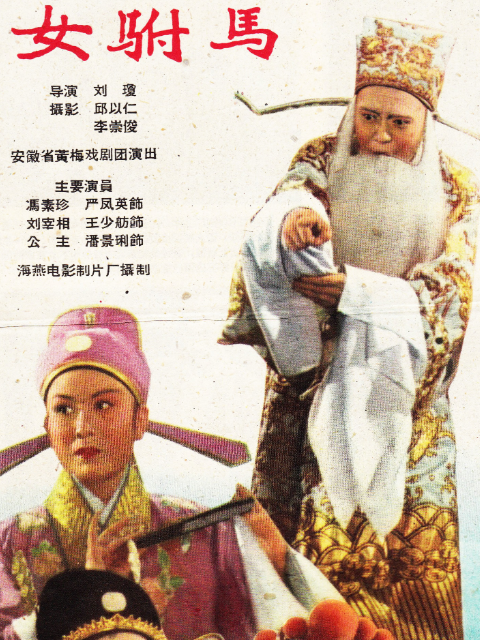 女駙馬
导演 刘瓊
攝影 邱以仁
李崇俊
安徽省黃梅戏剧团演出
主要演員
馮素珍 严凤英飾
刘宰相 王少舫飾
公主 潘景琍飾
海燕电影制片厂攝制